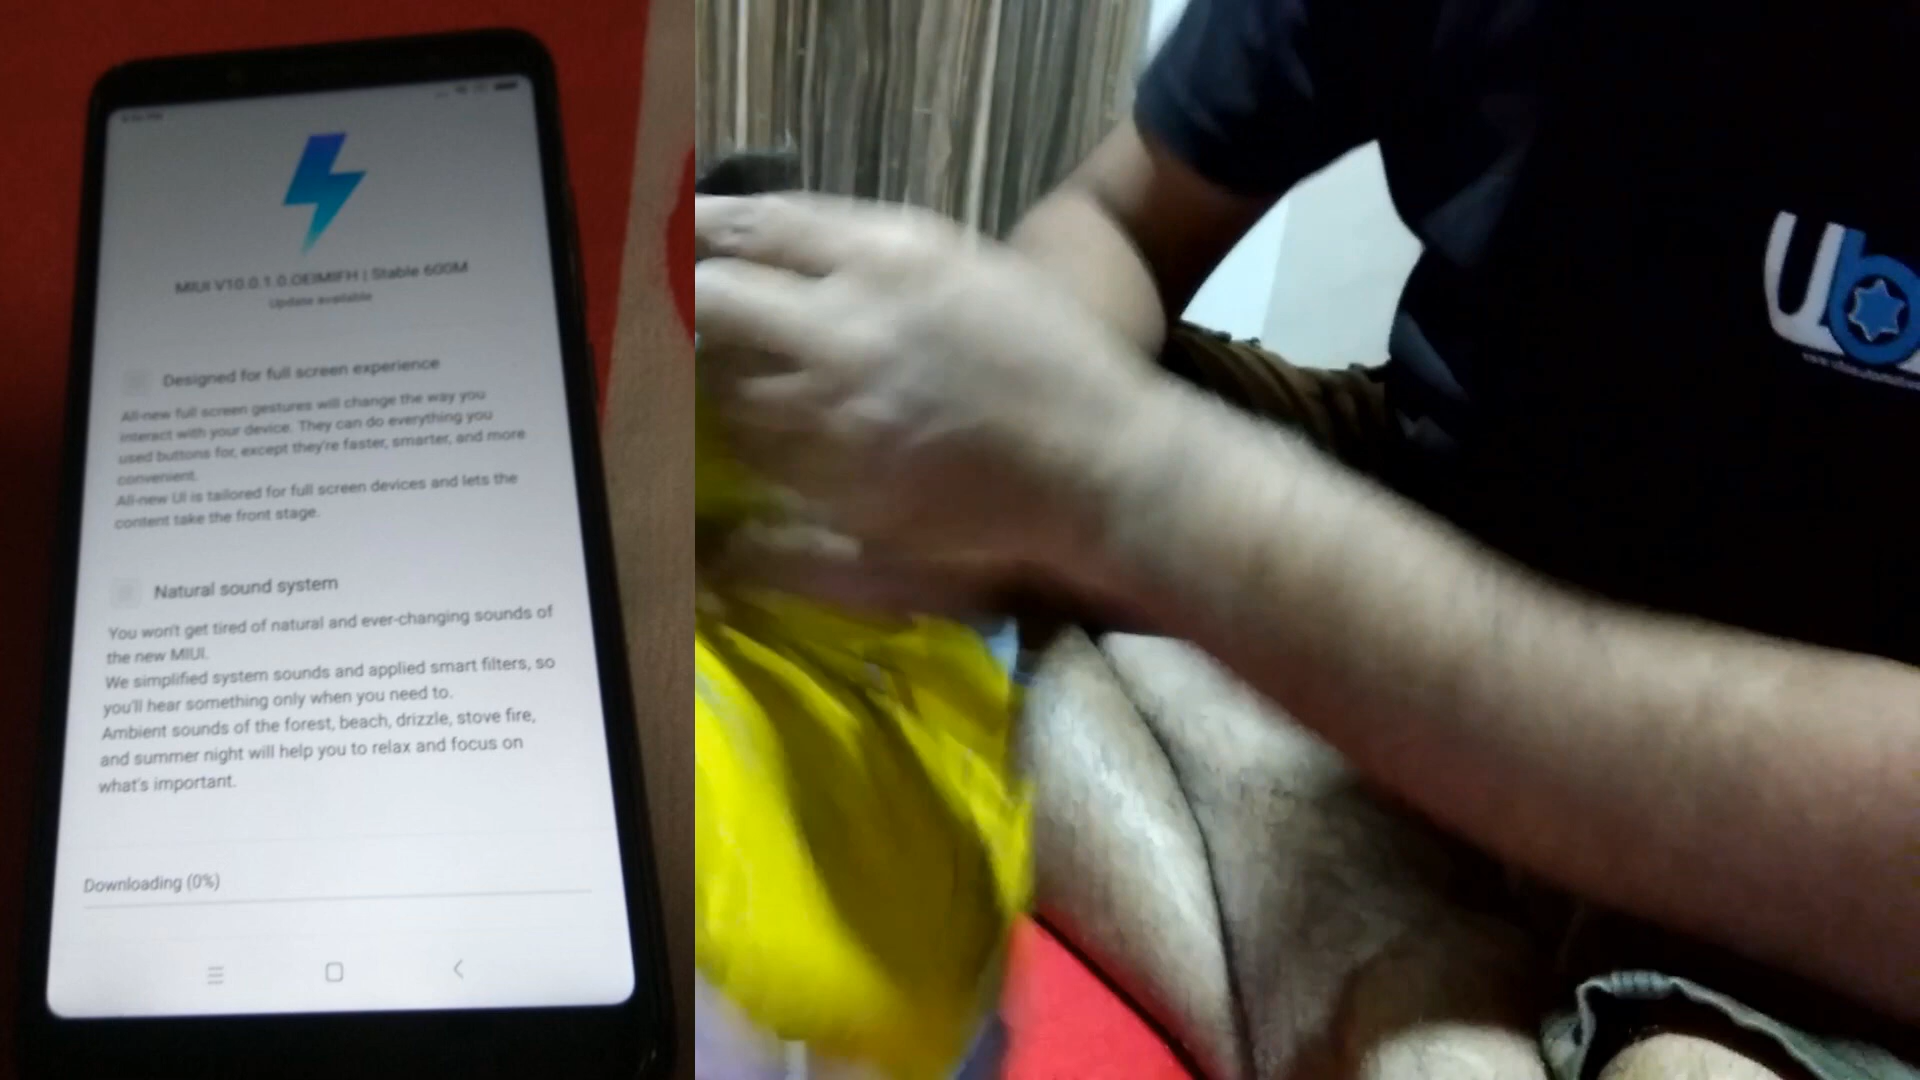 MIUI V10.0.1.0.OEIMIFH | Stable 600M
Update available
Designed for full screen experience
All-new full screen gestures will change the way you
interact with your device. They can do everything you
used buttons for, except they're faster, smarter, and more
convenient.
All-new UI is tailored for full screen devices and lets the
content take the front stage.
Natural sound system
You won't get tired of natural and ever-changing sounds of
the new MIUI.
We simplified system sounds and applied smart filters, so
you'll hear something only when you need to.
Ambient sounds of the forest, beach, drizzle, stove fire,
and summer night will help you to relax and focus on
what's important.
Downloading (0%)